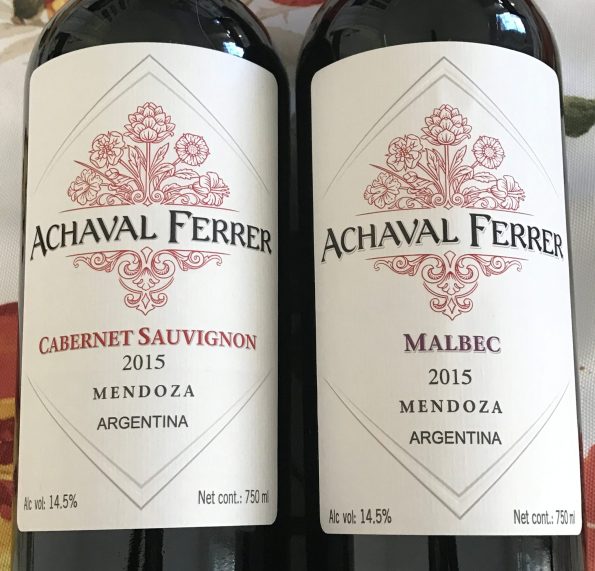 ACHAVAL FERRER
CABERNET SAUVIGNON
2015
MENDOZA
ARGENTINA
Alc vol: 14.5% Net cont.: 750 ml
ACHAVAL FERRER
MALBEC
2015
MENDOZA
ARGENTINA
Alc vol: 14.5% Net cont.: 750 ml